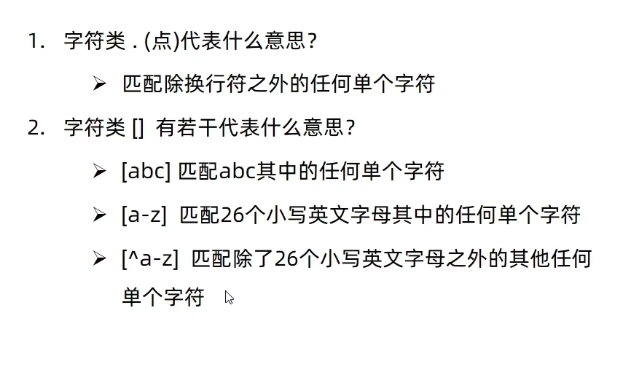 1. 字符类 . (点)代表什么意思？
➢ 匹配除换行符之外的任何单个字符
2. 字符类 [] 有若干代表什么意思？
➢ [abc] 匹配abc其中的任何单个字符
➢ [a-z] 匹配26个小写英文字母其中的任何单个字符
➢ [^a-z] 匹配除了26个小写英文字母之外的其他任何
单个字符